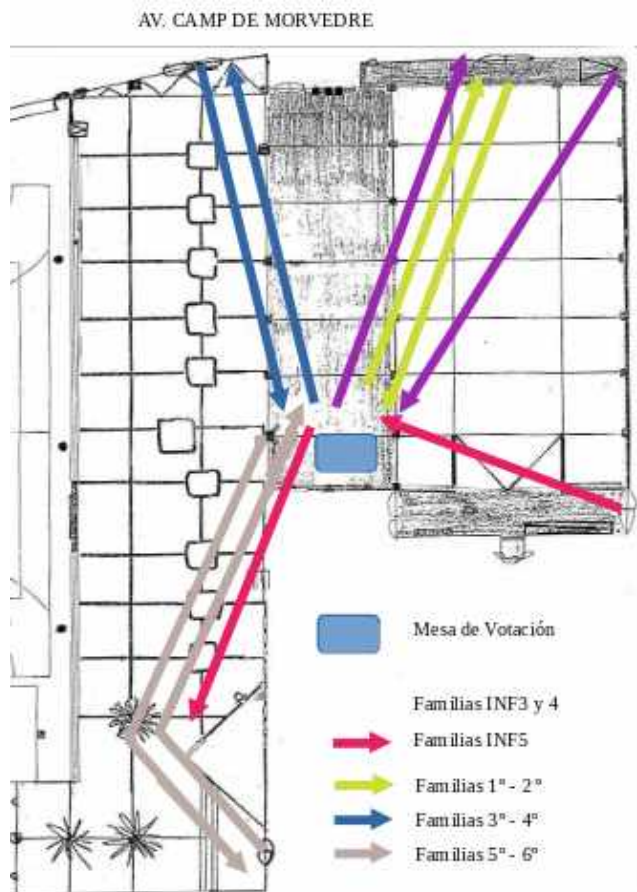 AV. CAMP DE MORVEDRE
Mesa de Votación
Familias INF3 y 4
Familias INF5
Familias 1º - 2º
Familias 3º - 4º
Familias 5º - 6º